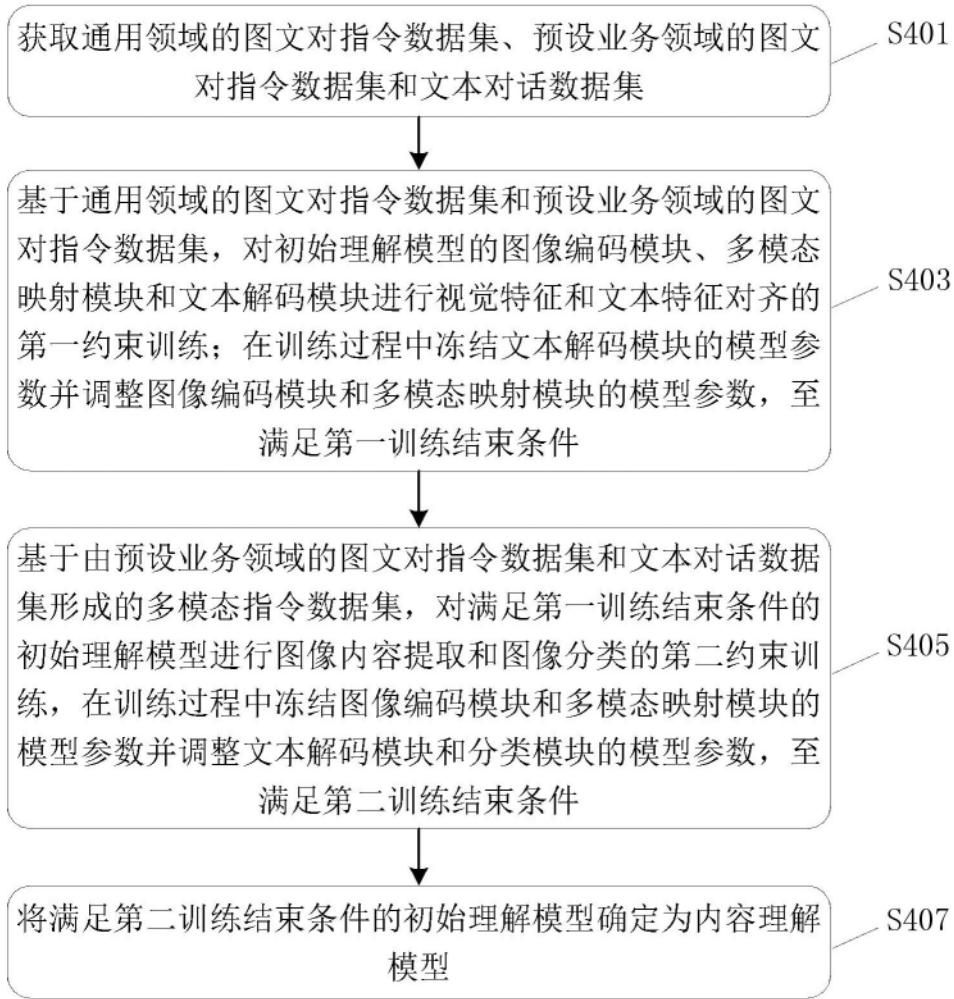 获取通用领域的图文对指令数据集、预设业务领域的图文
对指令数据集和文本对话数据集
S401
基于通用领域的图文对指令数据集和预设业务领域的图文
对指令数据集，对初始理解模型的图像编码模块、多模态
映射模块和文本解码模块进行视觉特征和文本特征对齐的
第一约束训练；在训练过程中冻结文本解码模块的模型参
数并调整图像编码模块和多模态映射模块的模型参数，至
满足第一训练结束条件
S403
基于由预设业务领域的图文对指令数据集和文本对话数据
集形成的多模态指令数据集，对满足第一训练结束条件的
初始理解模型进行图像内容提取和图像分类的第二约束训
练，在训练过程中冻结图像编码模块和多模态映射模块的
模型参数并调整文本解码模块和分类模块的模型参数，至
满足第二训练结束条件
S405
将满足第二训练结束条件的初始理解模型确定为内容理解
模型
S407